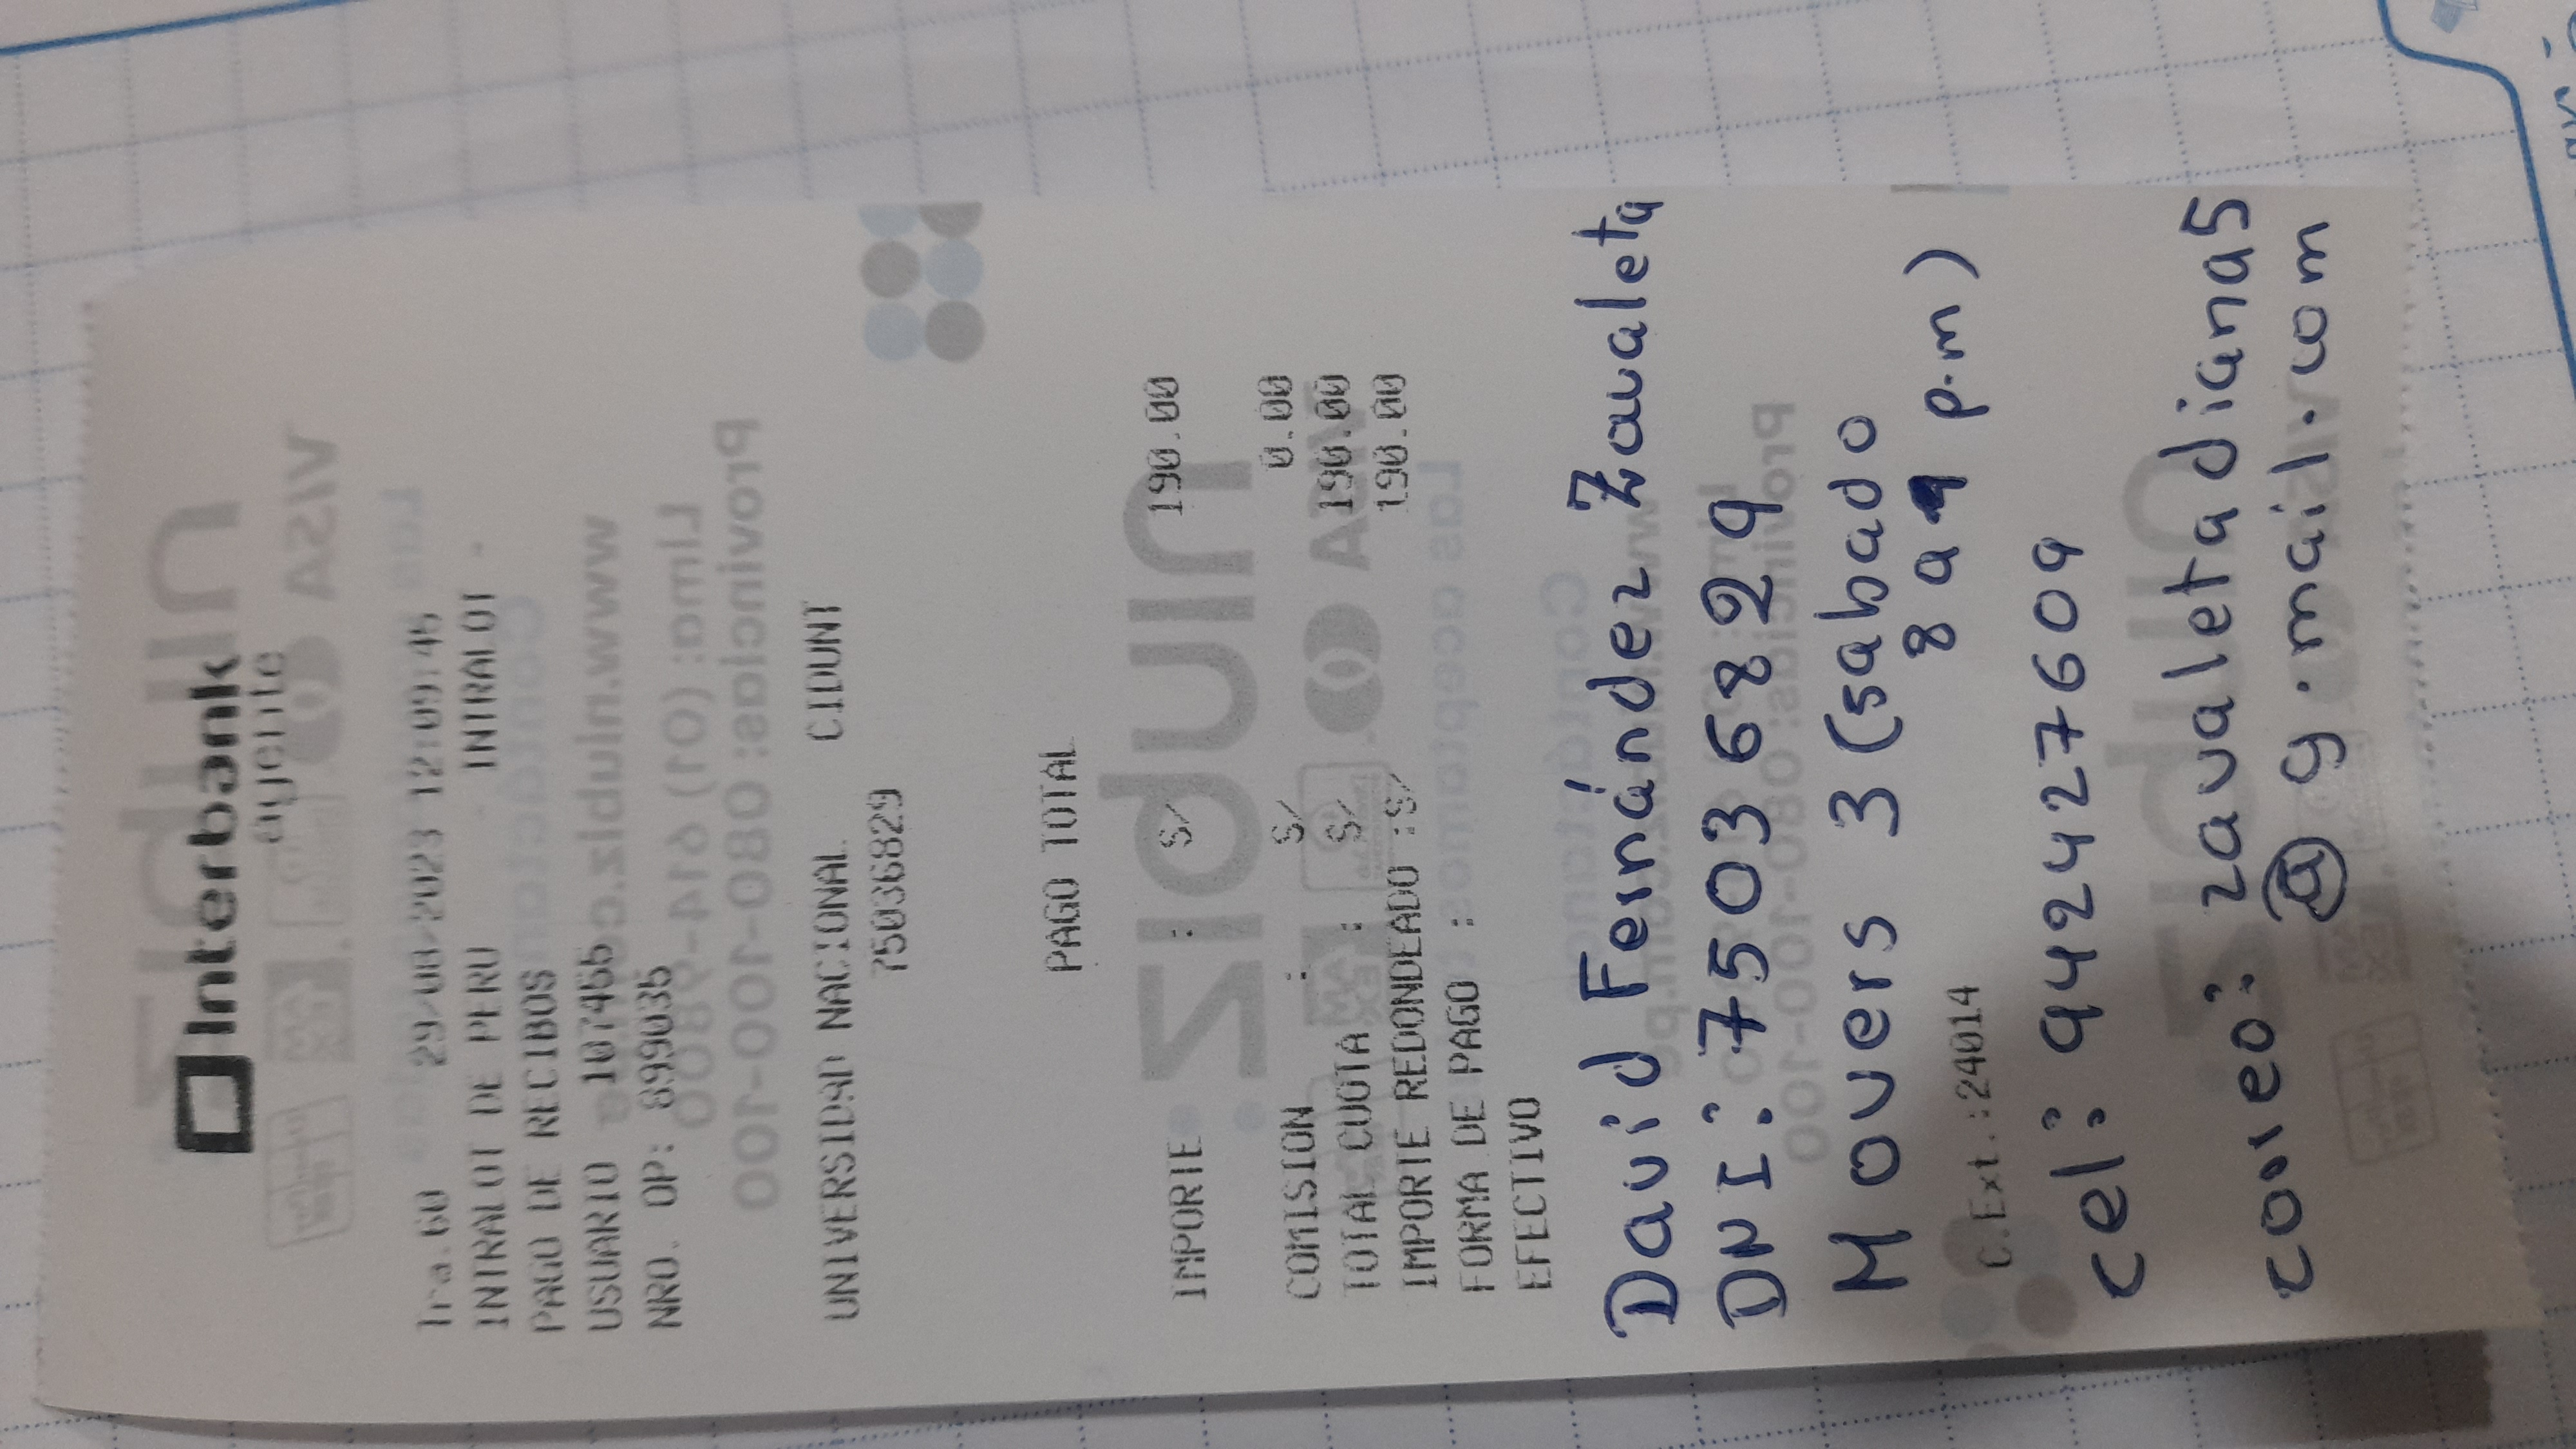 Interbank
agente
Tra.60 29/08/2023 12:09:45
INTRALOT DE PERU INTRALOT -
PAGO DE RECIBOS
USUARIO 107455
NRO. OP: 899035
UNIVERSIDAD NACIONAL CIDUNT
75036829
PAGO TOTAL
IMPORTE : S/ 190.00
COMISION : S/ 0.00
TOTAL CUOTA : S/ 190.00
IMPORTE REDONDEADO :S/ 190.00
FORMA DE PAGO :
EFECTIVO
David Fernández Zavaleta
DNI: 75036829
Movers 3 (sabado
8 a 9 p.m)
C.Ext.:24014
cel: 942427609
correo: zavaletadiana5
@g.mail.com